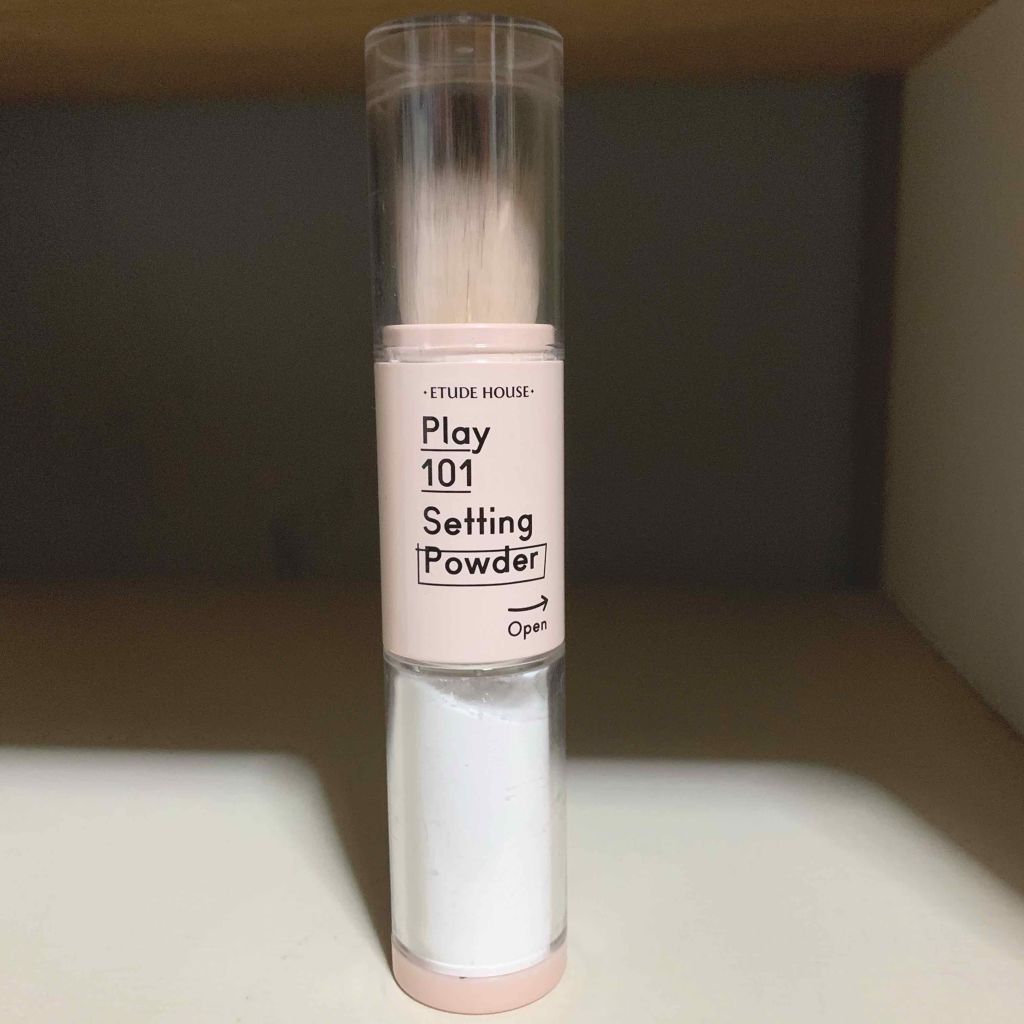 ·ETUDE HOUSE·
Play
101
Setting
Powder
Open